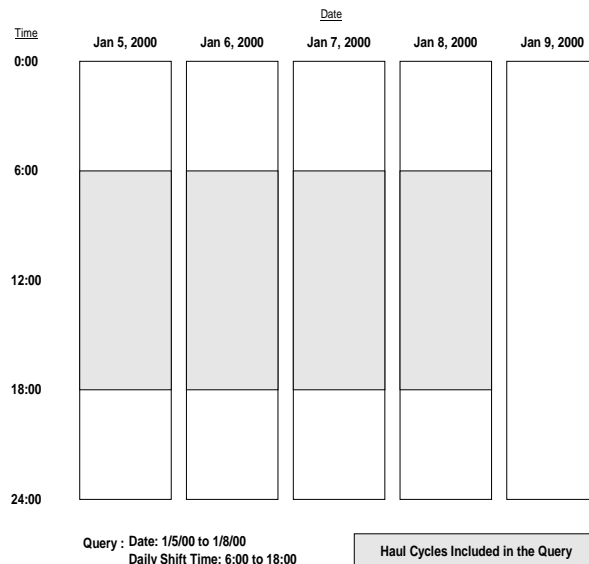 Date
Time
Jan 5, 2000 Jan 6, 2000 Jan 7, 2000 Jan 8, 2000 Jan 9, 2000
0:00
6:00
12:00
18:00
24:00
Query : Date: 1/5/00 to 1/8/00
Daily Shift Time: 6:00 to 18:00
Haul Cycles Included in the Query